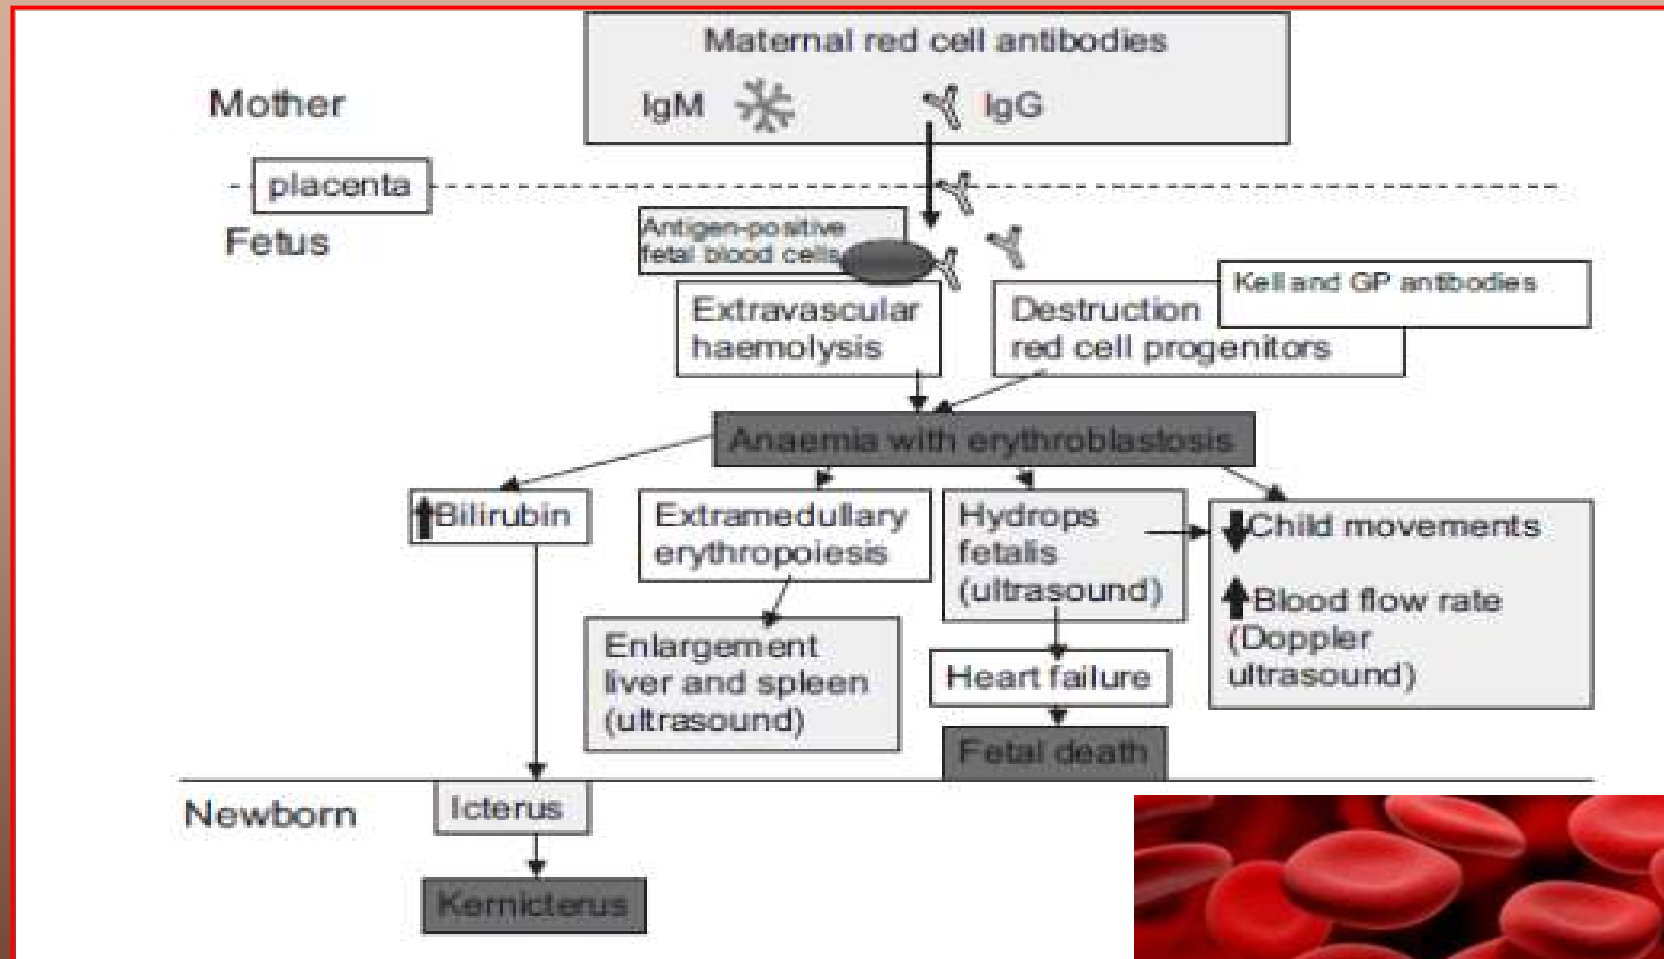 Maternal red cell antibodies
Mother
IgM
IgG
placenta
Fetus
Antigen-positive
fetal blood cells
Kell and GP antibodies
Extravascular
haemolysis
Destruction
red cell progenitors
Anaemia with erythroblastosis
Bilirubin
Extramedullary
erythropoiesis
Hydrops
fetalis
(ultrasound)
Child movements
Blood flow rate
(Doppler
ultrasound)
Enlargement
liver and spleen
(ultrasound)
Heart failure
Fetal death
Newborn
Icterus
Kernicterus